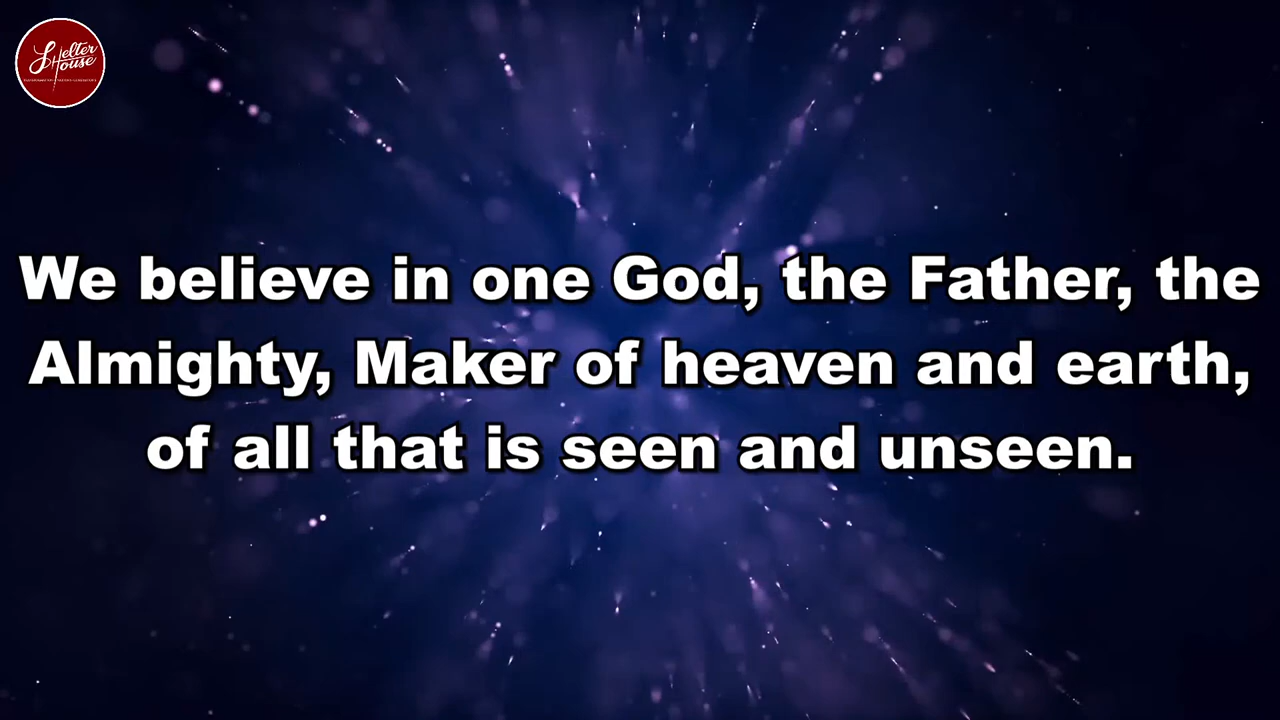 Shelter
House
We believe in one God, the Father, the
Almighty, Maker of heaven and earth,
of all that is seen and unseen.